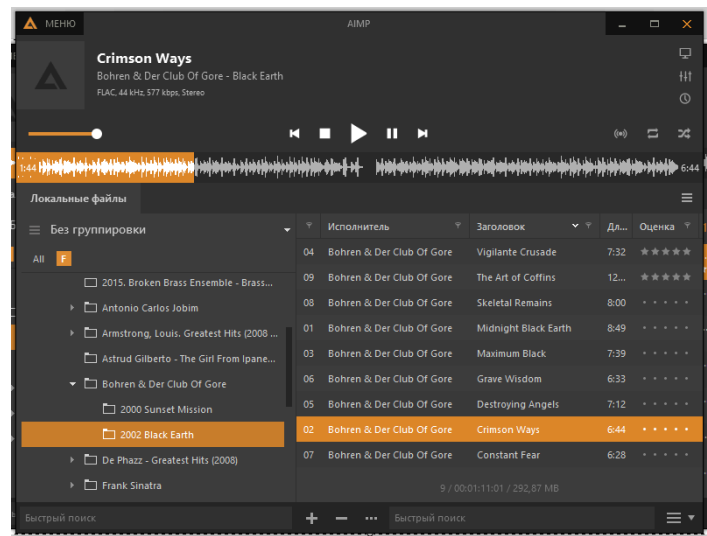 МЕНЮ
AIMP
Crimson Ways
Bohren & Der Club Of Gore - Black Earth
FLAC, 44 kHz, 577 kbps, Stereo
1:44
6:44
Локальные файлы
Без группировки
All F
2015. Broken Brass Ensemble - Brass...
Antonio Carlos Jobim
Armstrong, Louis. Greatest Hits (2008 ...
Astrud Gilberto - The Girl From Ipane...
Bohren & Der Club Of Gore
2000 Sunset Mission
2002 Black Earth
De Phazz - Greatest Hits (2008)
Frank Sinatra
Быстрый поиск
Исполнитель Заголовок Дл... Оценка
04 Bohren & Der Club Of Gore Vigilante Crusade 7:32
09 Bohren & Der Club Of Gore The Art of Coffins 12...
08 Bohren & Der Club Of Gore Skeletal Remains 8:00
01 Bohren & Der Club Of Gore Midnight Black Earth 8:49
03 Bohren & Der Club Of Gore Maximum Black 7:39
06 Bohren & Der Club Of Gore Grave Wisdom 6:33
05 Bohren & Der Club Of Gore Destroying Angels 7:12
02 Bohren & Der Club Of Gore Crimson Ways 6:44
07 Bohren & Der Club Of Gore Constant Fear 6:28
9 / 00:01:11:01 / 292,87 MB
Быстрый поиск